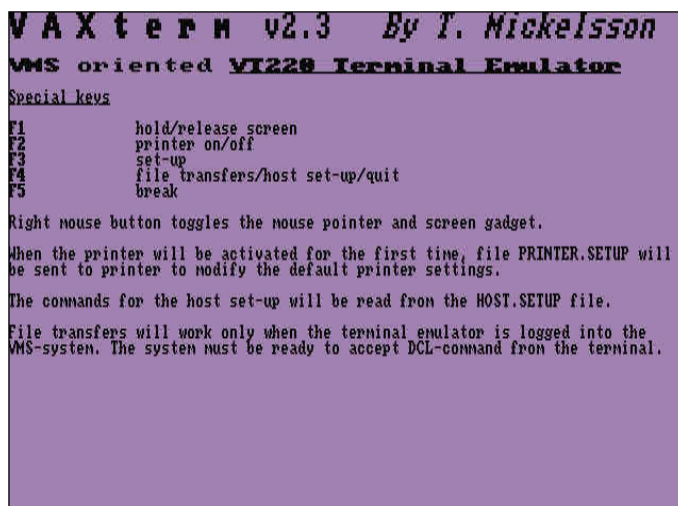 VAXterm v2.3 By T. Mickelsson
VMS oriented VT220 Terminal Emulator
Special keys
F1 hold/release screen
F2 printer on/off
F3 set-up
F4 file transfers/host set-up/quit
F5 break
Right mouse button toggles the mouse pointer and screen gadget.
When the printer will be activated for the first time, file PRINTER.SETUP will
be sent to printer to modify the default printer settings.
The commands for the host set-up will be read from the HOST.SETUP file.
File transfers will work only when the terminal emulator is logged into the
VMS-system. The system must be ready to accept DCL-command from the terminal.